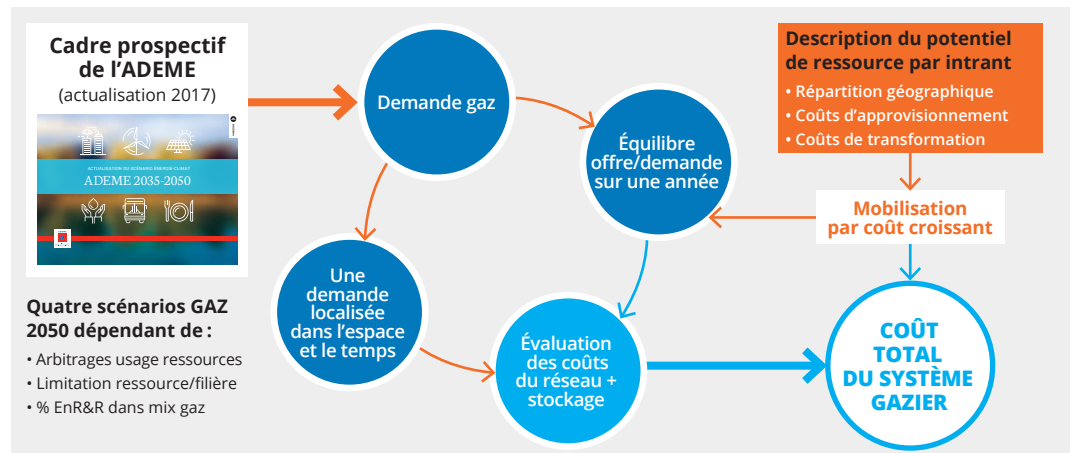 Cadre prospectif
de l’ADEME
(actualisation 2017)
ACTUALISATION DU SCÉNARIO ÉNERGIE-CLIMAT
ADEME 2035-2050
Quatre scénarios GAZ
2050 dépendant de :
• Arbitrages usage ressources
• Limitation ressource/filière
• % EnR&R dans mix gaz
Demande gaz
Équilibre
offre/demande
sur une année
Une
demande
localisée
dans l’espace
et le temps
Évaluation
des coûts
du réseau +
stockage
Description du potentiel
de ressource par intrant
• Répartition géographique
• Coûts d’approvisionnement
• Coûts de transformation
Mobilisation
par coût croissant
COÛT
TOTAL
DU SYSTÈME
GAZIER